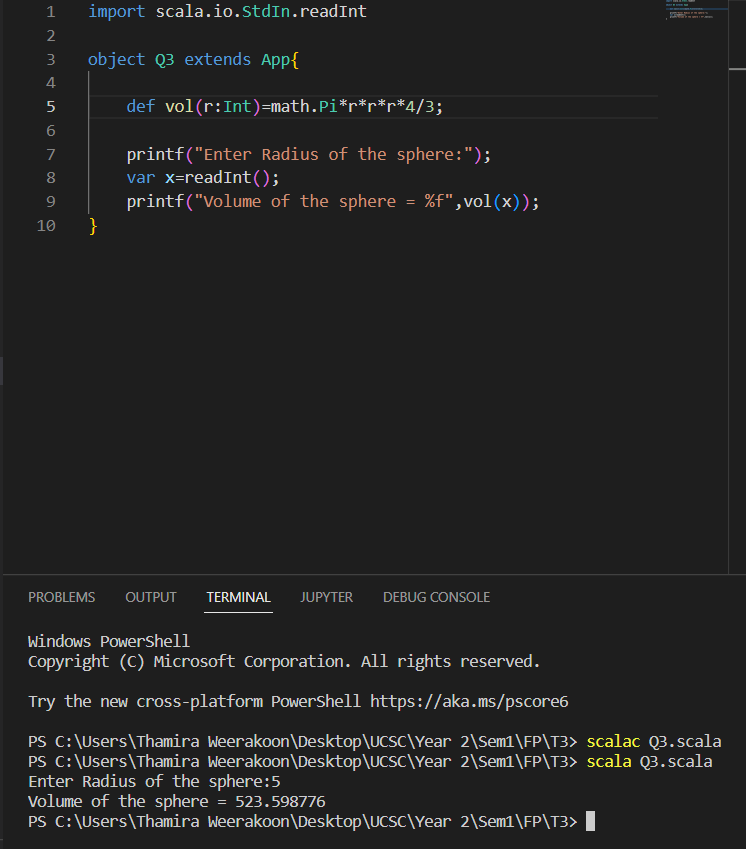 1 import scala.io.StdIn.readInt
2
3 object Q3 extends App{
4
5     def vol(r:Int)=math.Pi*r*r*r*4/3;
6
7     printf("Enter Radius of the sphere:");
8     var x=readInt();
9     printf("Volume of the sphere = %f",vol(x));
10 }
PROBLEMS OUTPUT TERMINAL JUPYTER DEBUG CONSOLE
Windows PowerShell
Copyright (C) Microsoft Corporation. All rights reserved.
Try the new cross-platform PowerShell https://aka.ms/pscore6
PS C:\Users\Thamira Weerakoon\Desktop\UCSC\Year 2\Sem1\FP\T3> scalac Q3.scala
PS C:\Users\Thamira Weerakoon\Desktop\UCSC\Year 2\Sem1\FP\T3> scala Q3.scala
Enter Radius of the sphere:5
Volume of the sphere = 523.598776
PS C:\Users\Thamira Weerakoon\Desktop\UCSC\Year 2\Sem1\FP\T3>